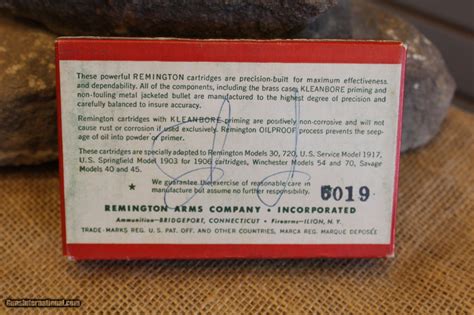 These powerful REMINGTON cartridges are precision-built for maximum effectiveness
and dependability. All of the components, including the brass case, KLEANBORE priming and
non-fouling metal jacketed bullet are manufactured to the highest degree of precision and
carefully balanced to insure accuracy.
Remington cartridges with KLEANBORE priming are positively non-corrosive and will not
cause rust or corrosion if used exclusively. Remington OILPROOF process prevents the seep-
age of oil into powder or primer.
These cartridges are specially adapted to Remington Models 30, 720, U.S. Service Model 1917,
U.S. Springfield Model 1903 for 1906 cartridges, Winchester Models 54 and 70, Savage
Models 40 and 45.
We guarantee the exercise of reasonable care in
manufacture but assume no further responsibility.
6019
REMINGTON ARMS COMPANY • INCORPORATED
Ammunition—BRIDGEPORT, CONNECTICUT • Firearms—ILION, N.Y.
TRADE-MARKS REG. U.S. PAT. OFF. AND OTHER COUNTRIES, MARCA REG. MARQUE DEPOSÉE
GunsInternational.com